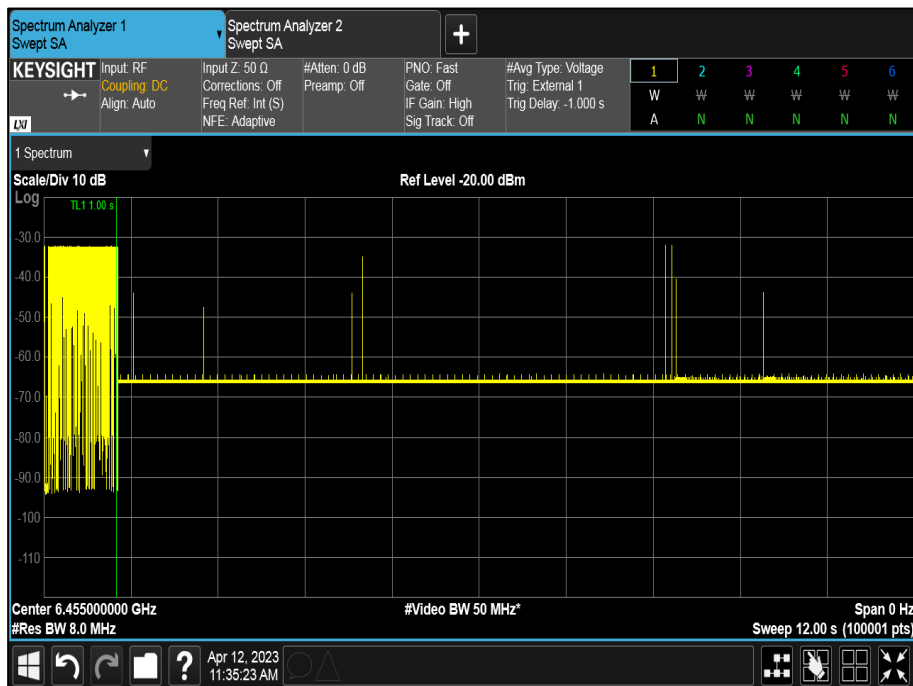 Spectrum Analyzer 1
Swept SA
Spectrum Analyzer 2
Swept SA
KEYSIGHT
LXI
Input: RF
Coupling: DC
Align: Auto
Input Z: 50 Ω
Corrections: Off
Freq Ref: Int (S)
NFE: Adaptive
#Atten: 0 dB
Preamp: Off
PNO: Fast
Gate: Off
IF Gain: High
Sig Track: Off
#Avg Type: Voltage
Trig: External 1
Trig Delay: -1.000 s
1 2 3 4 5 6
W W W W W W
A N N N N N
1 Spectrum
Scale/Div 10 dB
Ref Level -20.00 dBm
Log
TL1 1.00 s
-30.0
-40.0
-50.0
-60.0
-70.0
-80.0
-90.0
-100
-110
Center 6.455000000 GHz
#Video BW 50 MHz*
Span 0 Hz
#Res BW 8.0 MHz
Sweep 12.00 s (100001 pts)
?
Apr 12, 2023
11:35:23 AM